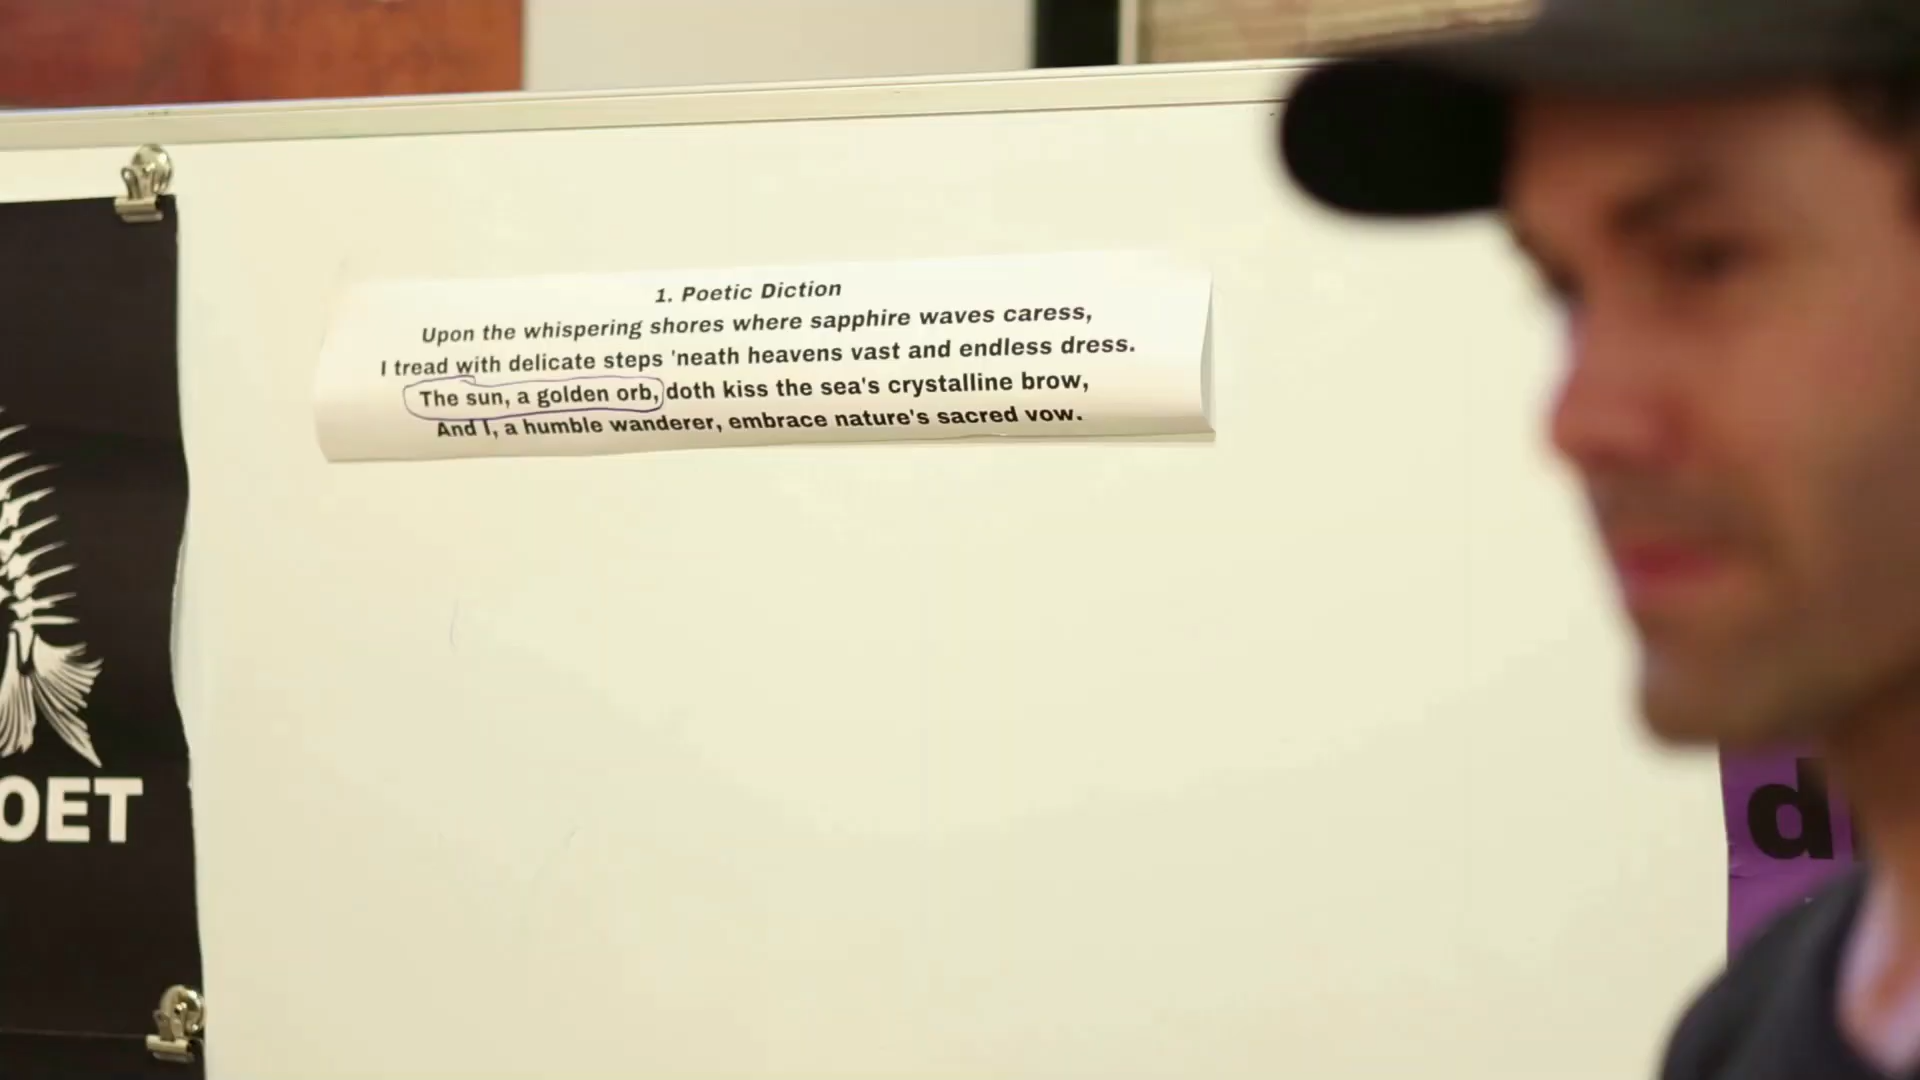 1. Poetic Diction
Upon the whispering shores where sapphire waves caress,
I tread with delicate steps 'neath heavens vast and endless dress.
The sun, a golden orb, doth kiss the sea's crystalline brow,
And I, a humble wanderer, embrace nature's sacred vow.
OET
d